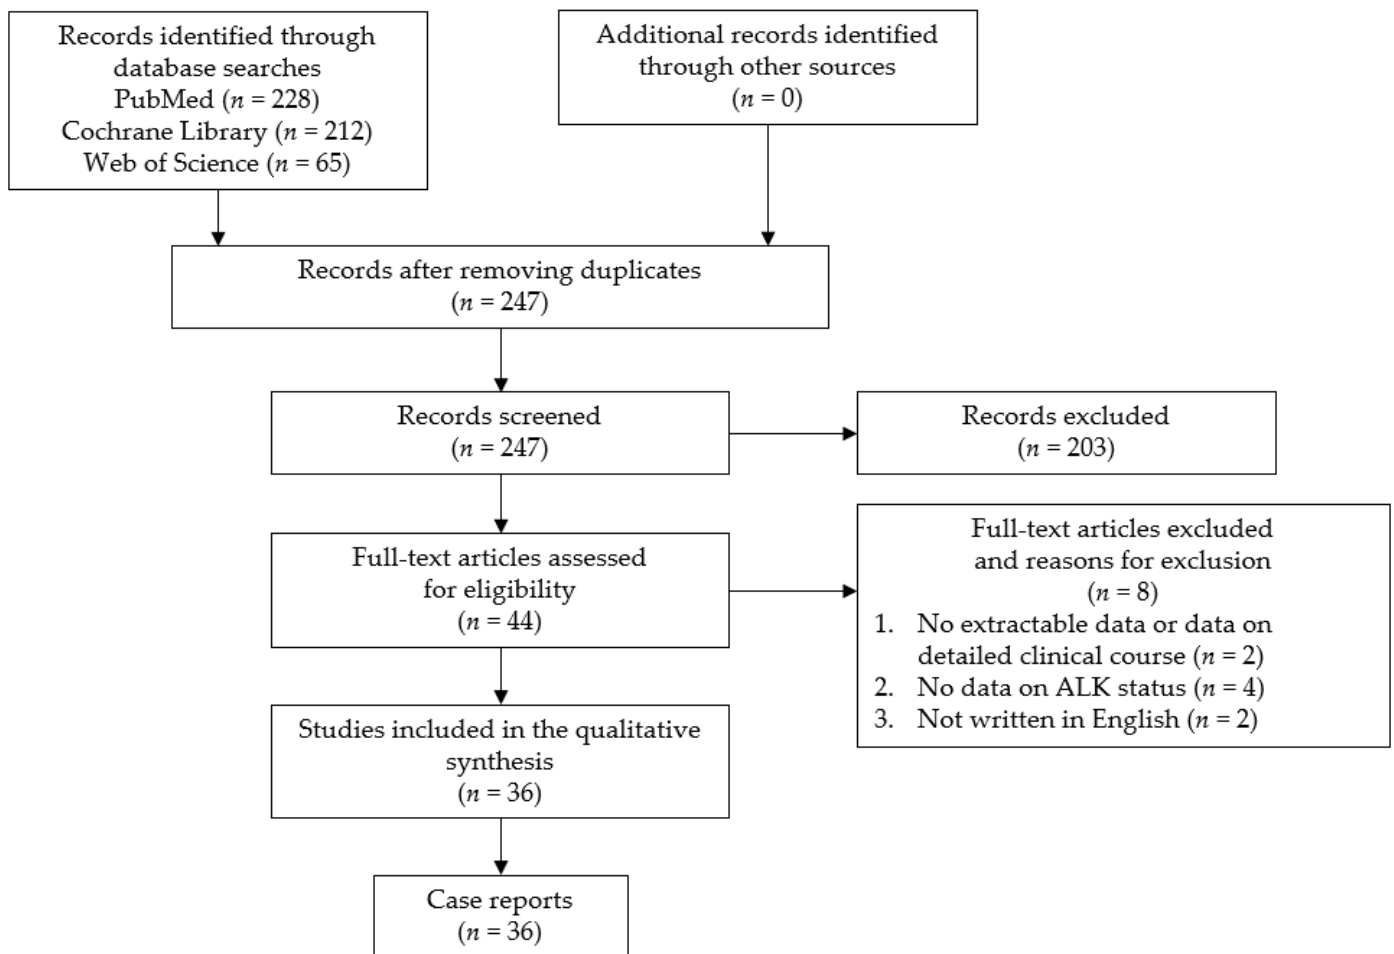 Records identified through
database searches
PubMed (n = 228)
Cochrane Library (n = 212)
Web of Science (n = 65)
Additional records identified
through other sources
(n = 0)
Records after removing duplicates
(n = 247)
Records screened
(n = 247)
Records excluded
(n = 203)
Full-text articles assessed
for eligibility
(n = 44)
Full-text articles excluded
and reasons for exclusion
(n = 8)
1. No extractable data or data on
detailed clinical course (n = 2)
2. No data on ALK status (n = 4)
3. Not written in English (n = 2)
Studies included in the qualitative
synthesis
(n = 36)
Case reports
(n = 36)